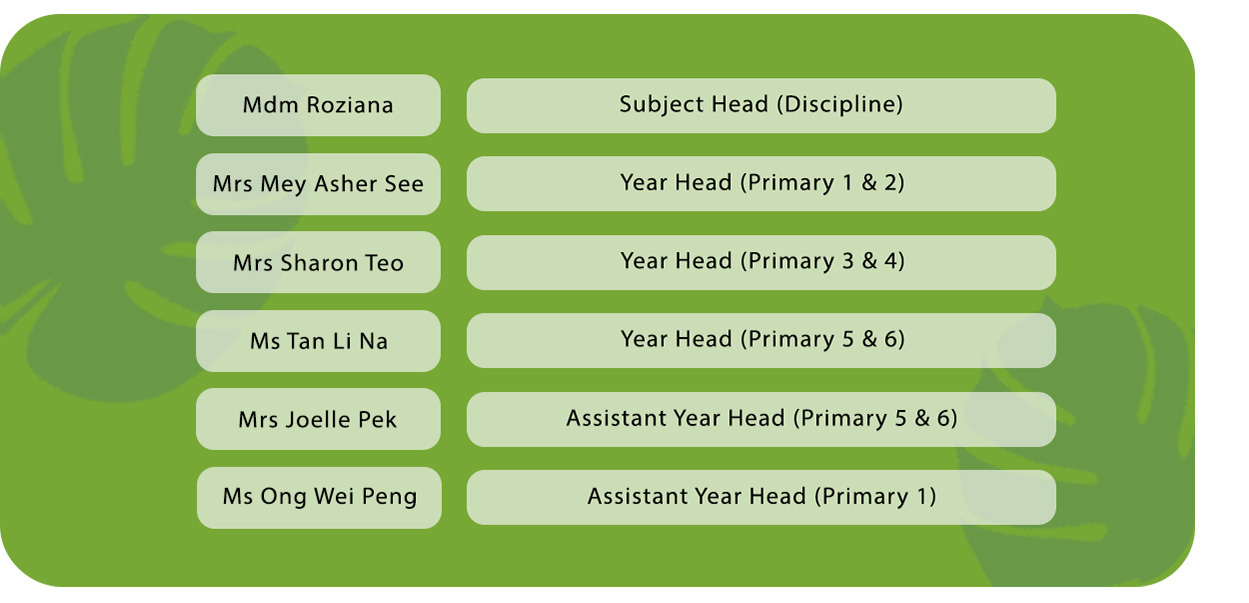 Mdm Roziana Subject Head (Discipline)
Mrs Mey Asher See Year Head (Primary 1 & 2)
Mrs Sharon Teo Year Head (Primary 3 & 4)
Ms Tan Li Na Year Head (Primary 5 & 6)
Mrs Joelle Pek Assistant Year Head (Primary 5 & 6)
Ms Ong Wei Peng Assistant Year Head (Primary 1)